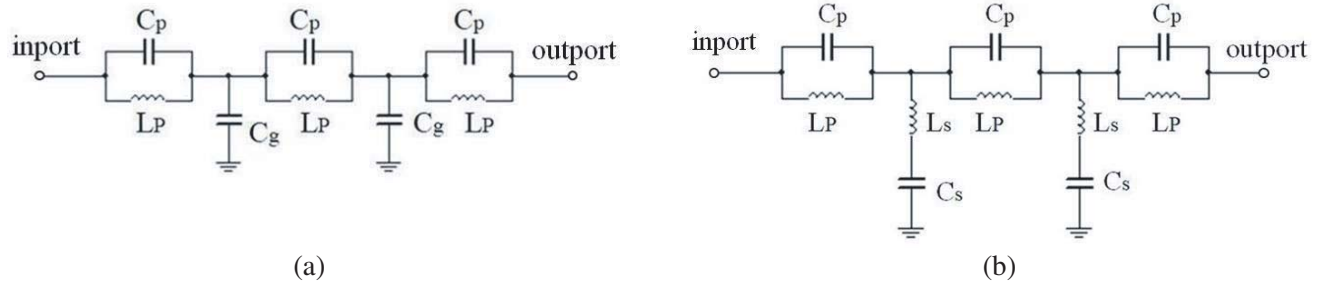 Cp Cp Cp
inport outport
LP Cg LP Cg LP
(a)
Cp Cp Cp
inport outport
LP Ls LP Ls LP
Cs Cs
(b)